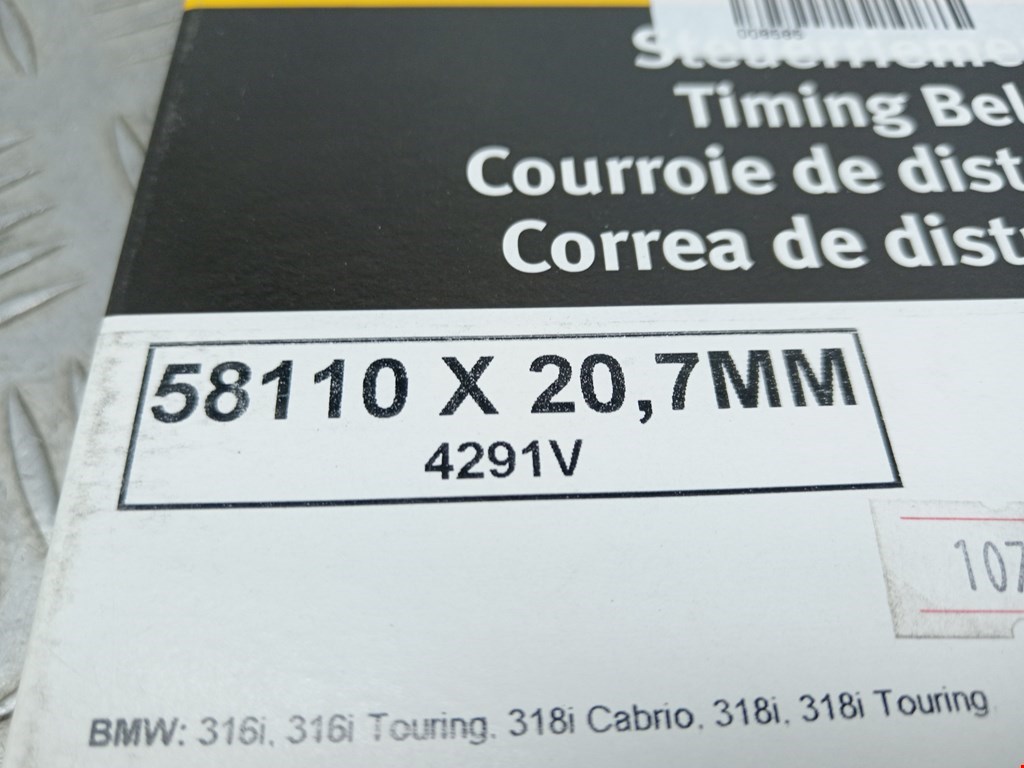 009595
Timing Bel
Courroie de dist
Correa de dist
58110 X 20,7MM
4291V
107
BMW: 316i, 316i Touring, 318i Cabrio, 318i, 318i Touring